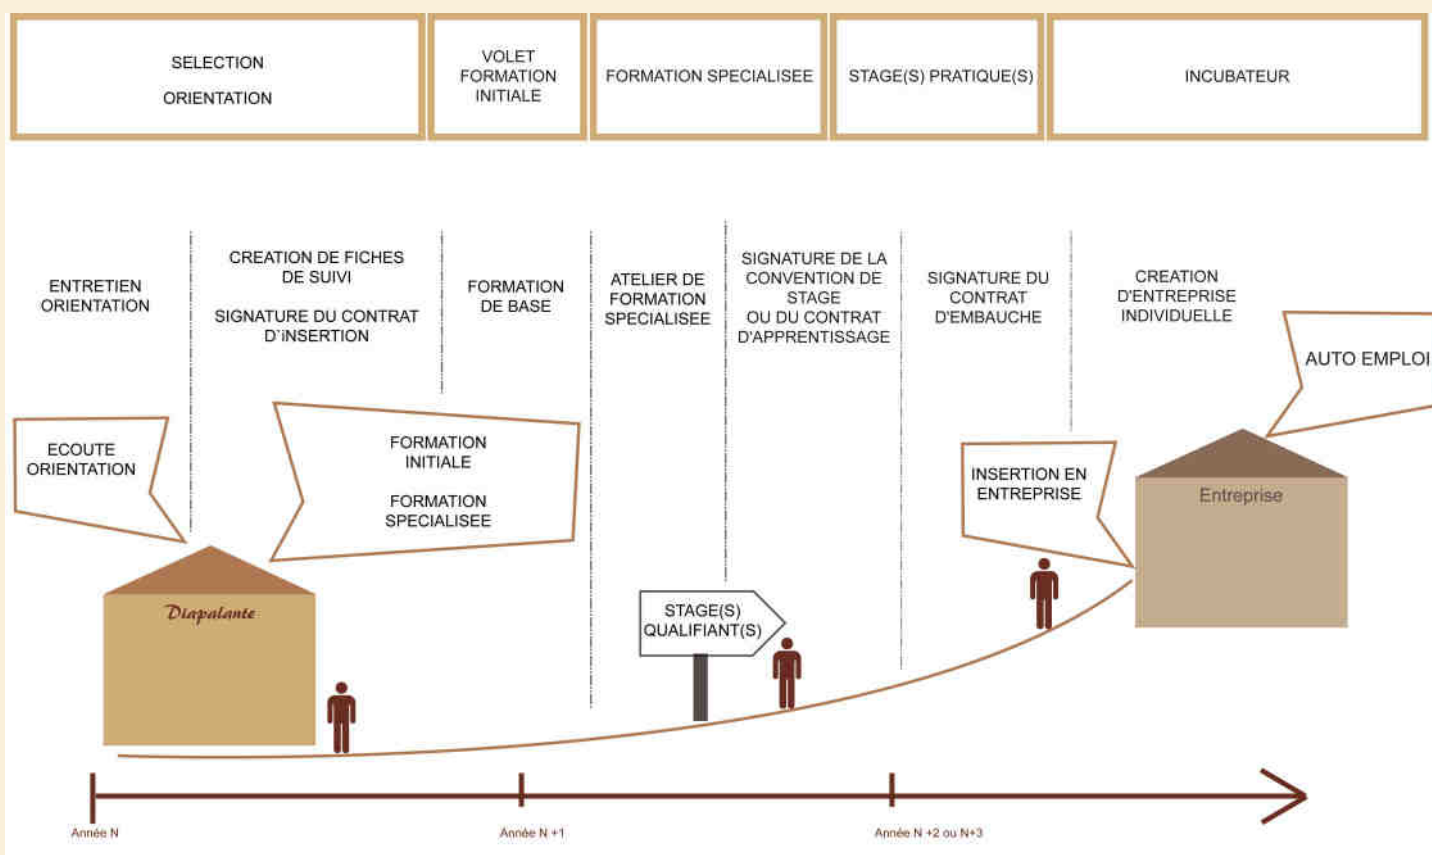 SELECTION
ORIENTATION
VOLET
FORMATION
INITIALE
FORMATION SPECIALISEE
STAGE(S) PRATIQUE(S)
INCUBATEUR
ENTRETIEN
ORIENTATION
CREATION DE FICHES
DE SUIVI
SIGNATURE DU CONTRAT
D`iNSERTION
FORMATION
DE BASE
ATELIER DE
FORMATION
SPECIALISEE
SIGNATURE DE LA
CONVENTION DE
STAGE
OU DU CONTRAT
D'APPRENTISSAGE
SIGNATURE DU
CONTRAT
D'EMBAUCHE
CREATION
D'ENTREPRISE
INDIVIDUELLE
AUTO EMPLOI
ECOUTE
ORIENTATION
FORMATION
INITIALE
FORMATION
SPECIALISEE
INSERTION EN
ENTREPRISE
Entreprise
Diapalante
STAGE(S)
QUALIFIANT(S)
Année N
Année N +1
Année N +2 ou N+3